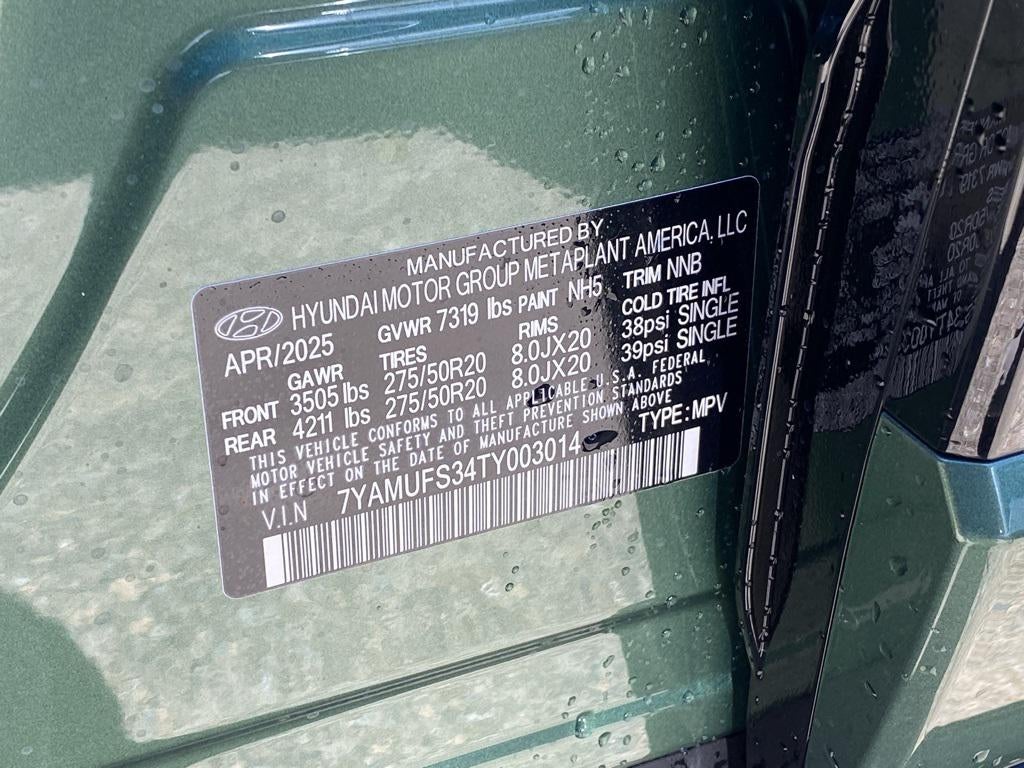 MANUFACTURED BY
HYUNDAI MOTOR GROUP METAPLANT AMERICA, LLC
APR/2025 GVWR 7319 lbs PAINT NH5 TRIM NNB
GAWR TIRES RIMS COLD TIRE INFL
FRONT 3505 lbs 275/50R20 8.0JX20 38psi SINGLE
REAR 4211 lbs 275/50R20 8.0JX20 39psi SINGLE
THIS VEHICLE CONFORMS TO ALL APPLICABLE U.S.A. FEDERAL
MOTOR VEHICLE SAFETY AND THEFT PREVENTION STANDARDS
IN EFFECT ON THE DATE OF MANUFACTURE SHOWN ABOVE
V.I.N 7YAMUFS34TY003014 TYPE:MPV